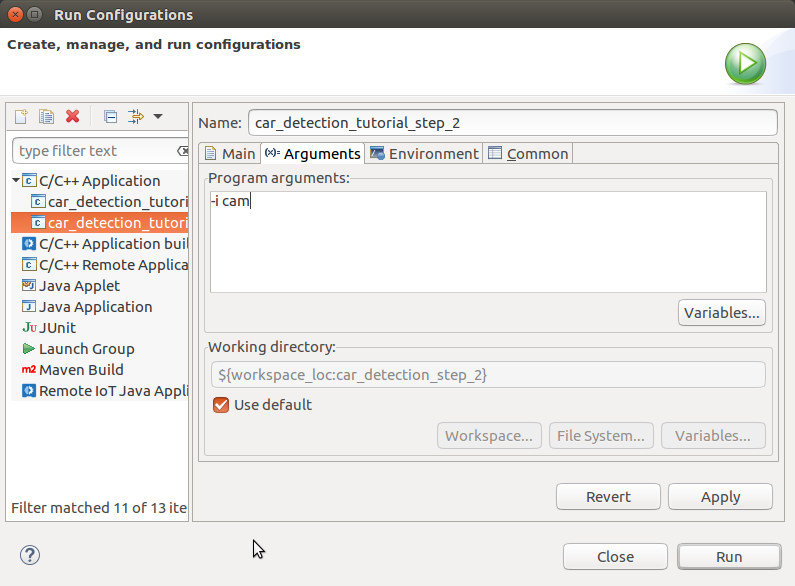 Run Configurations
Create, manage, and run configurations
type filter text
C/C++ Application
car_detection_tutori
car_detection_tutori
C/C++ Application buil
C/C++ Remote Applica
Java Applet
Java Application
JUnit
Launch Group
Maven Build
Remote IoT Java Appli
Filter matched 11 of 13 ite
Name: car_detection_tutorial_step_2
Main (x)= Arguments Environment Common
Program arguments:
-i cam
Variables...
Working directory:
${workspace_loc:car_detection_step_2}
Use default
Workspace... File System... Variables...
Revert Apply
? Close Run